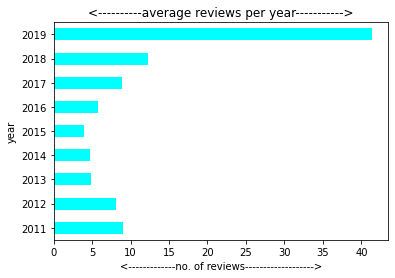 <----------average reviews per year----------->
2019
2018
2017
2016
2015
2014
2013
2012
2011
year
0 5 10 15 20 25 30 35 40
<-------------no. of reviews------------------->